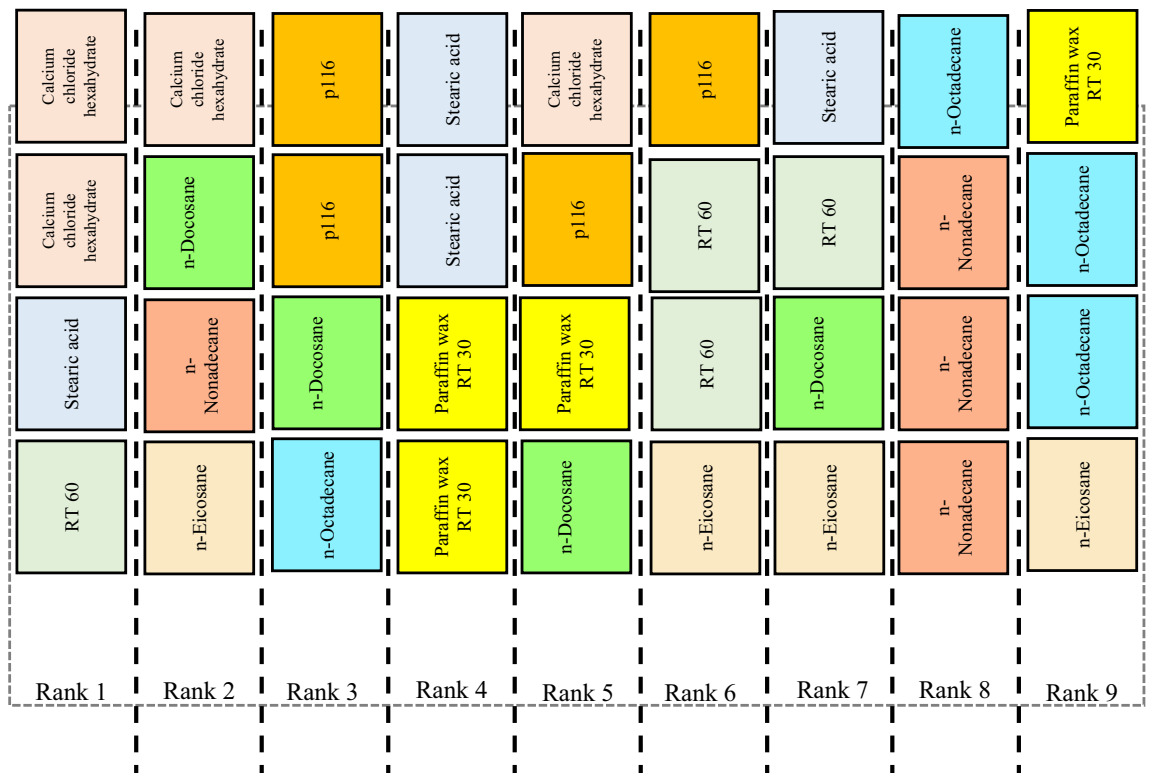 Calcium
chloride
hexahydrate
Calcium
chloride
hexahydrate
p116
Stearic acid
Calcium
chloride
hexahydrate
p116
Stearic acid
n-Octadecane
Paraffin wax
RT 30
Calcium
chloride
hexahydrate
n-Docosane
p116
Stearic acid
p116
RT 60
RT 60
n-
Nonadecane
n-Octadecane
Stearic acid
n-
Nonadecane
n-Docosane
Paraffin wax
RT 30
Paraffin wax
RT 30
RT 60
n-Docosane
n-
Nonadecane
n-Octadecane
RT 60
n-Eicosane
n-Octadecane
Paraffin wax
RT 30
n-Docosane
n-Eicosane
n-Eicosane
n-
Nonadecane
n-Eicosane
Rank 1
Rank 2
Rank 3
Rank 4
Rank 5
Rank 6
Rank 7
Rank 8
Rank 9